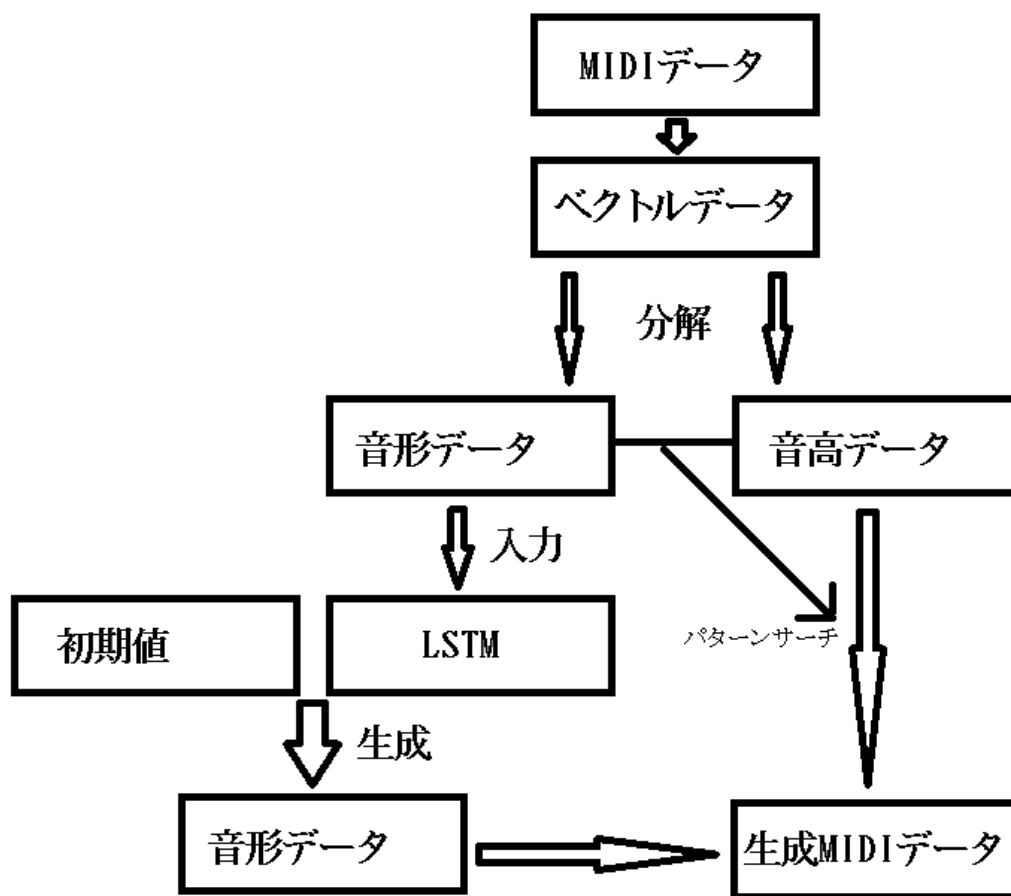 MIDIデータ
ベクトルデータ
分解
音形データ
音高データ
入力
初期値
LSTM
パターンサーチ
生成
音形データ
生成MIDIデータ